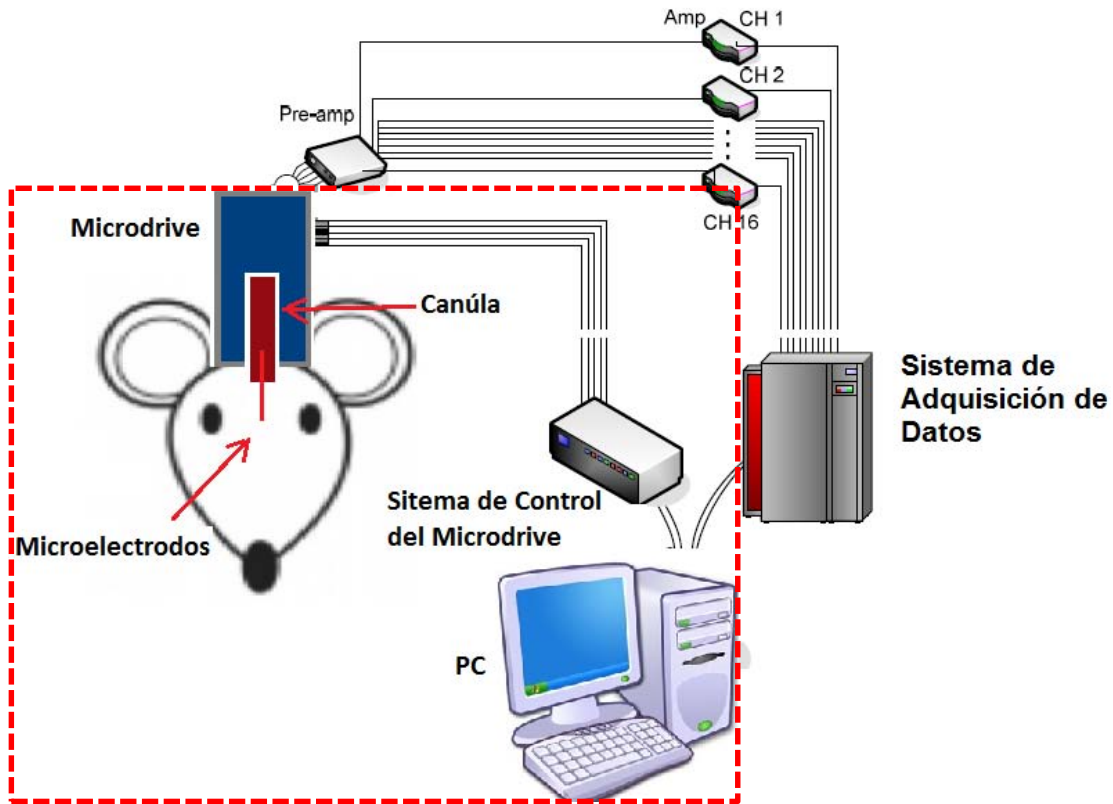 Amp CH 1
CH 2
Pre-amp
CH 16
Microdrive
Canúla
Sistema de
Adquisición de
Datos
Sitema de Control
del Microdrive
Microelectrodos
PC